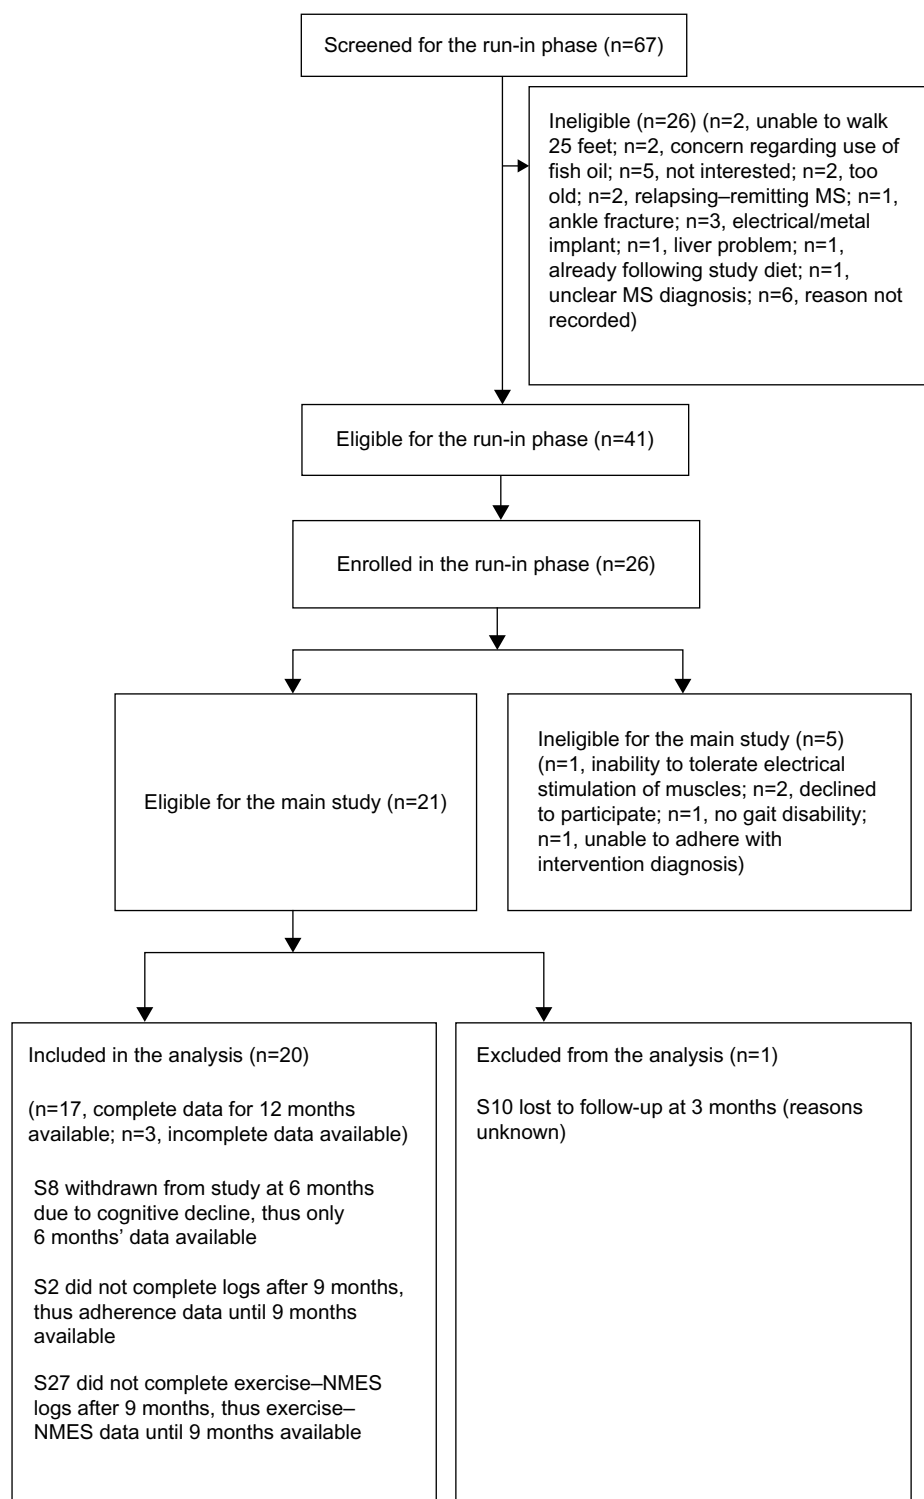 Screened for the run-in phase (n=67)
Ineligible (n=26) (n=2, unable to walk
25 feet; n=2, concern regarding use of
fish oil; n=5, not interested; n=2, too
old; n=2, relapsing–remitting MS; n=1,
ankle fracture; n=3, electrical/metal
implant; n=1, liver problem; n=1,
already following study diet; n=1,
unclear MS diagnosis; n=6, reason not
recorded)
Eligible for the run-in phase (n=41)
Enrolled in the run-in phase (n=26)
Eligible for the main study (n=21)
Ineligible for the main study (n=5)
(n=1, inability to tolerate electrical
stimulation of muscles; n=2, declined
to participate; n=1, no gait disability;
n=1, unable to adhere with
intervention diagnosis)
Included in the analysis (n=20)
(n=17, complete data for 12 months
available; n=3, incomplete data available)
S8 withdrawn from study at 6 months
due to cognitive decline, thus only
6 months’ data available
S2 did not complete logs after 9 months,
thus adherence data until 9 months
available
S27 did not complete exercise–NMES
logs after 9 months, thus exercise–
NMES data until 9 months available
Excluded from the analysis (n=1)
S10 lost to follow-up at 3 months (reasons
unknown)